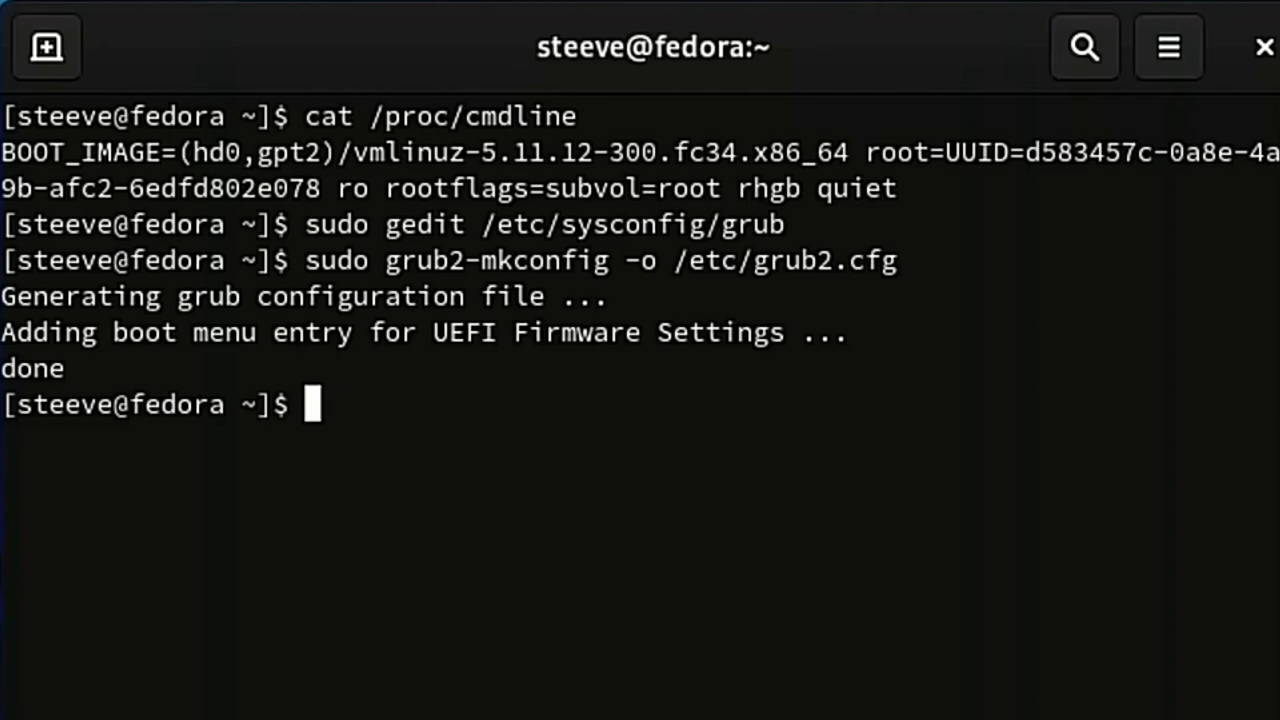 steeve@fedora:~
[steeve@fedora ~]$ cat /proc/cmdline
BOOT_IMAGE=(hd0,gpt2)/vmlinuz-5.11.12-300.fc34.x86_64 root=UUID=d583457c-0a8e-4a
9b-afc2-6edfd802e078 ro rootflags=subvol=root rhgb quiet
[steeve@fedora ~]$ sudo gedit /etc/sysconfig/grub
[steeve@fedora ~]$ sudo grub2-mkconfig -o /etc/grub2.cfg
Generating grub configuration file ...
Adding boot menu entry for UEFI Firmware Settings ...
done
[steeve@fedora ~]$